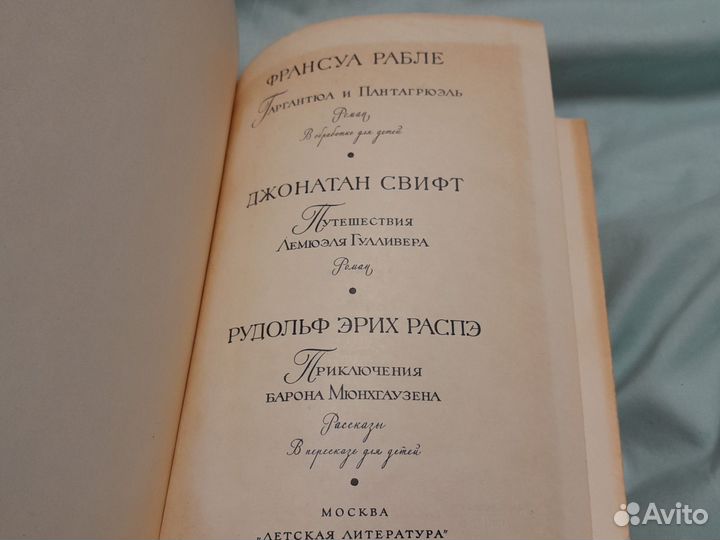 ФРАНСУА РАБЛЕ
Гаргантюа и Пантагрюэль
Роман
В обработке для детей
ДЖОНАТАН СВИФТ
Путешествия
Лемюэля Гулливера
Роман
РУДОЛЬФ ЭРИХ РАСПЭ
Приключения
барона Мюнхгаузена
Рассказы
В пересказе для детей
МОСКВА
„ДЕТСКАЯ ЛИТЕРАТУРА"
Avito